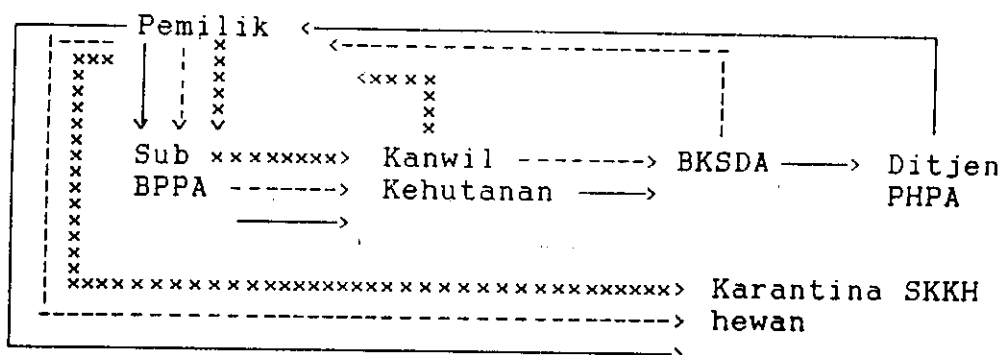 Pemilik
Sub Kanwil BKSDA Ditjen
BPPA Kehutanan PHPA
Karantina SKKH
hewan